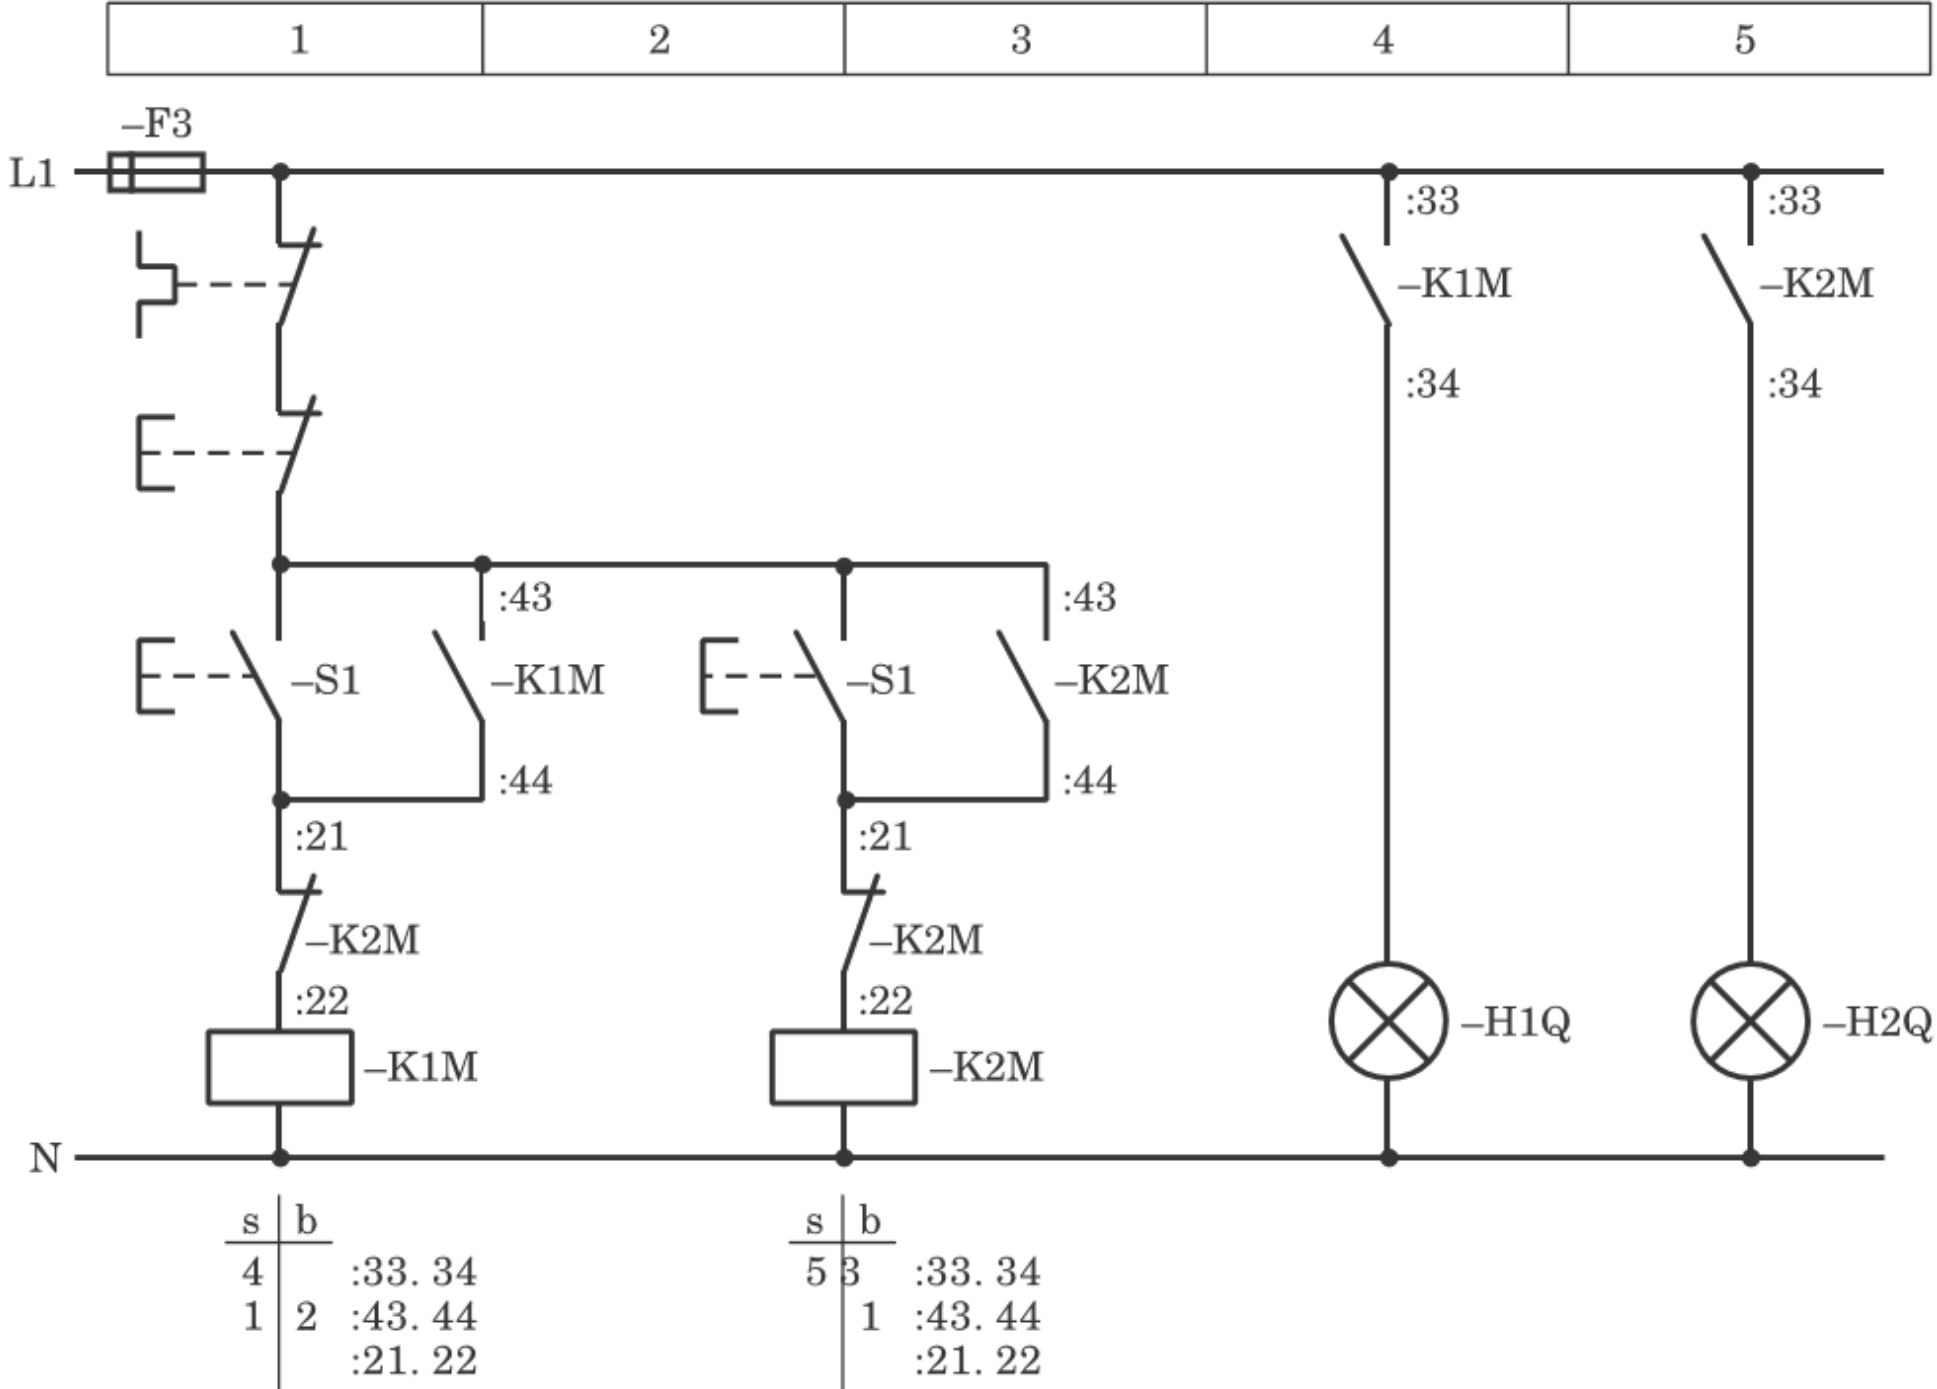 1 2 3 4 5
–F3
L1
:33 :33
–K1M –K2M
:34 :34
:43 :43
–S1 –K1M –S1 –K2M
:44 :44
:21 :21
–K2M –K2M
:22 :22
–H1Q –H2Q
–K1M –K2M
N
s b s b
4 :33. 34 5 3 :33. 34
1 2 :43. 44 1 :43. 44
:21. 22 :21. 22